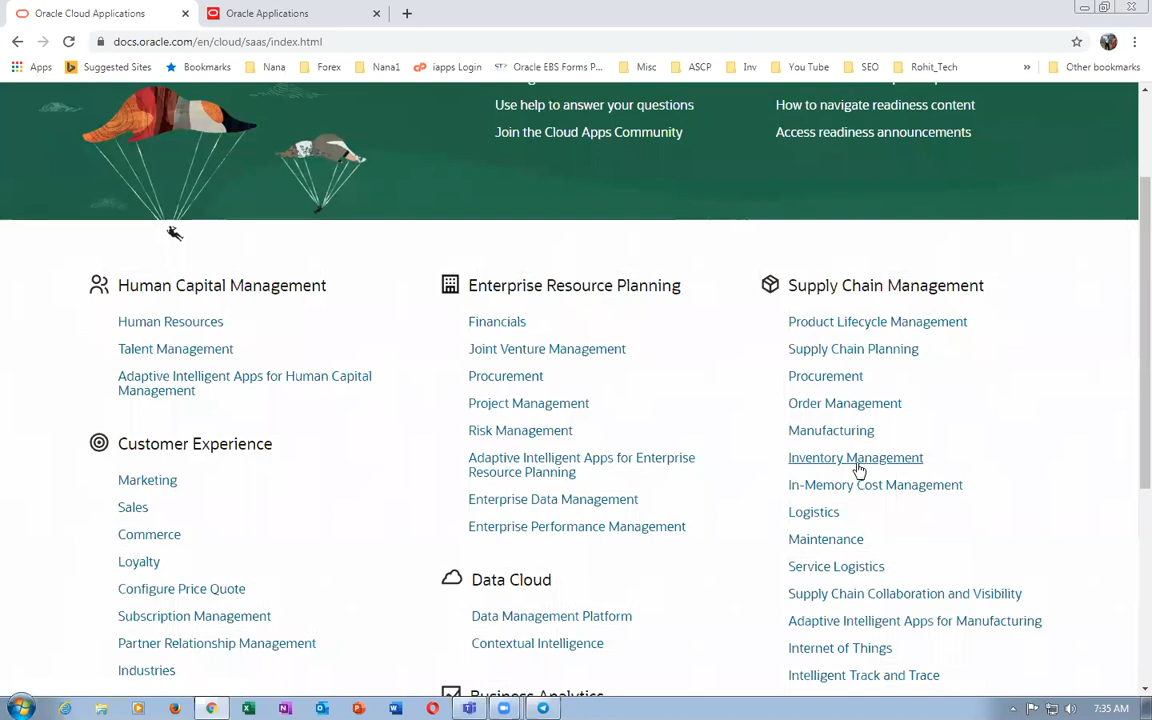 Oracle Cloud Applications
Oracle Applications
docs.oracle.com/en/cloud/saas/index.html
Apps
Suggested Sites
Bookmarks
Nana
Forex
Nana1
iapps Login
Oracle EBS Forms P...
Misc
ASCP
Inv
You Tube
SEO
Rohit_Tech
»
Other bookmarks
Use help to answer your questions
How to navigate readiness content
Join the Cloud Apps Community
Access readiness announcements
Human Capital Management
Human Resources
Talent Management
Adaptive Intelligent Apps for Human Capital
Management
Customer Experience
Marketing
Sales
Commerce
Loyalty
Configure Price Quote
Subscription Management
Partner Relationship Management
Industries
Enterprise Resource Planning
Financials
Joint Venture Management
Procurement
Project Management
Risk Management
Adaptive Intelligent Apps for Enterprise
Resource Planning
Enterprise Data Management
Enterprise Performance Management
Data Cloud
Data Management Platform
Contextual Intelligence
Business Analytics
Supply Chain Management
Product Lifecycle Management
Supply Chain Planning
Procurement
Order Management
Manufacturing
Inventory Management
In-Memory Cost Management
Logistics
Maintenance
Service Logistics
Supply Chain Collaboration and Visibility
Adaptive Intelligent Apps for Manufacturing
Internet of Things
Intelligent Track and Trace
7:35 AM